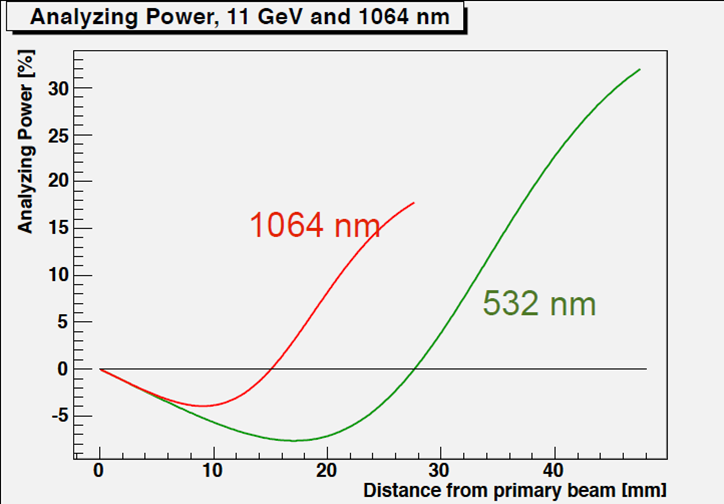 Analyzing Power, 11 GeV and 1064 nm
Analyzing Power [%]
30
25
20
15
10
5
0
-5
1064 nm
532 nm
0 10 20 30 40
Distance from primary beam [mm]